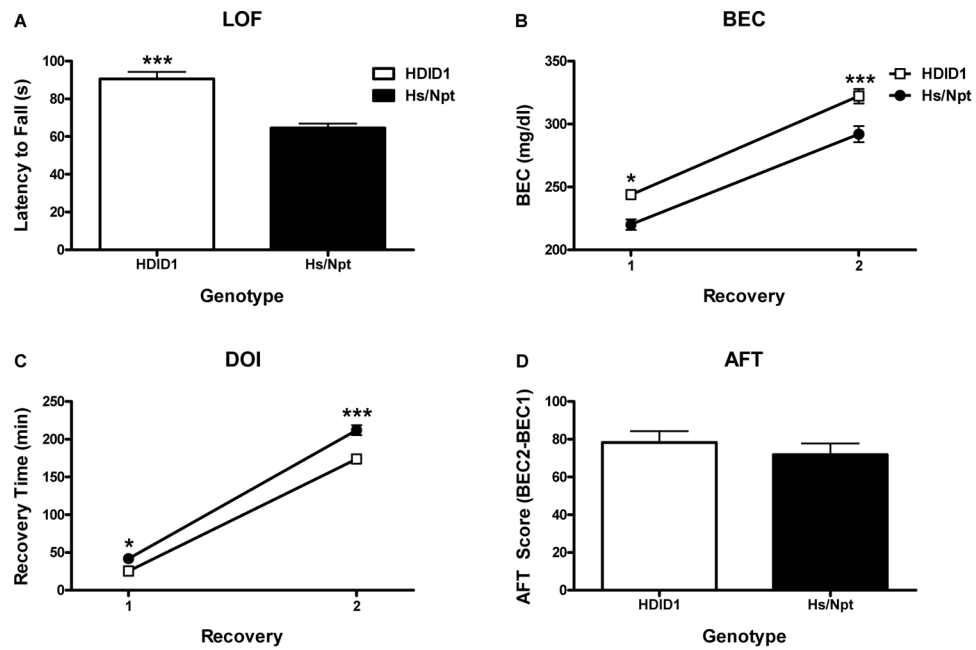 A
LOF
Latency to Fall (s)
100
80
60
40
20
0
***
HDID1
Hs/Npt
HDID1
Hs/Npt
Genotype
B
BEC
BEC (mg/dl)
350
300
250
200
*
***
HDID1
Hs/Npt
1
2
Recovery
C
DOI
Recovery Time (min)
250
200
150
100
50
0
*
***
1
2
Recovery
D
AFT
AFT Score (BEC2-BEC1)
100
80
60
40
20
0
HDID1
Hs/Npt
Genotype